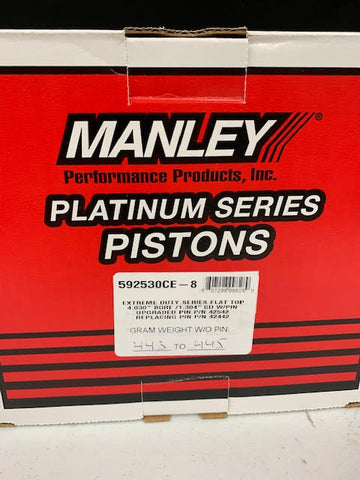 MANLEY®
Performance Products, Inc.
PLATINUM SERIES
PISTONS
592530CE-8
EXTREME DUTY SERIES FLAT TOP
4.030" BORE /1.304" CD W/PIN
UPGRADED PIN P/N 42542
REPLACING PIN P/N 42442
GRAM WEIGHT W/O PIN:
443 TO 445